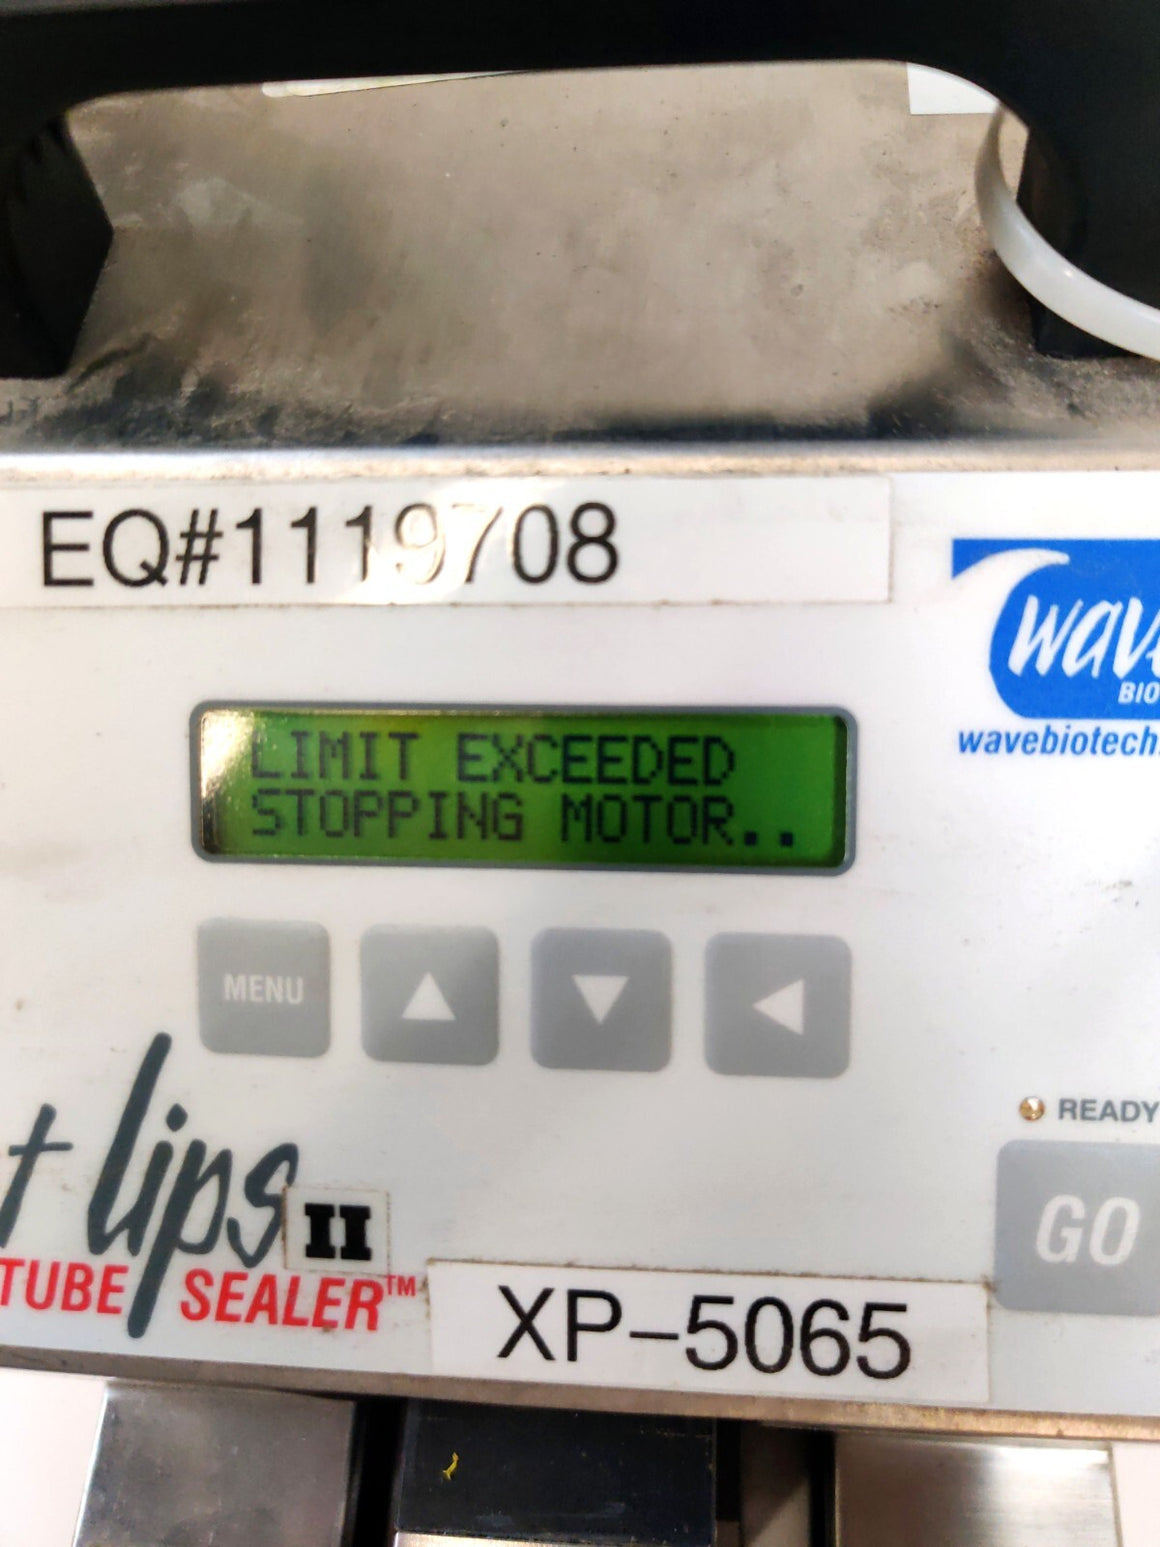 EQ#1119708
wave
BIO
wavebiotech.
LIMIT EXCEEDED
STOPPING MOTOR..
MENU
READY
GO
t lips II
TUBE SEALER™
XP-5065